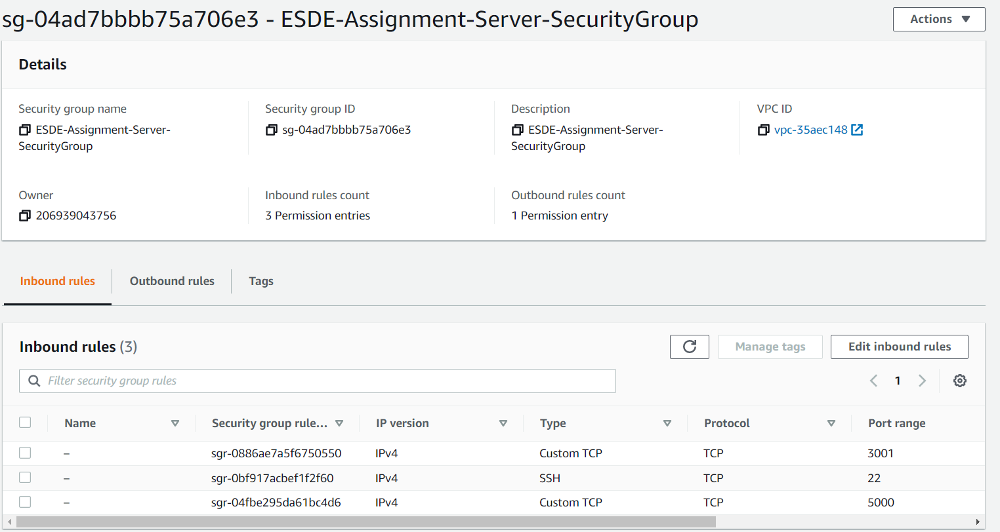 sg-04ad7bbbb75a706e3 - ESDE-Assignment-Server-SecurityGroup
Actions
Details
Security group name
ESDE-Assignment-Server-
SecurityGroup
Security group ID
sg-04ad7bbbb75a706e3
Description
ESDE-Assignment-Server-
SecurityGroup
VPC ID
vpc-35aec148
Owner
206939043756
Inbound rules count
3 Permission entries
Outbound rules count
1 Permission entry
Inbound rules Outbound rules Tags
Inbound rules (3)
Manage tags
Edit inbound rules
Filter security group rules
1
Name Security group rule... IP version Type Protocol Port range
– sgr-0886ae7a5f6750550 IPv4 Custom TCP TCP 3001
– sgr-0bf917acbef1f2f60 IPv4 SSH TCP 22
– sgr-04fbe295da61bc4d6 IPv4 Custom TCP TCP 5000